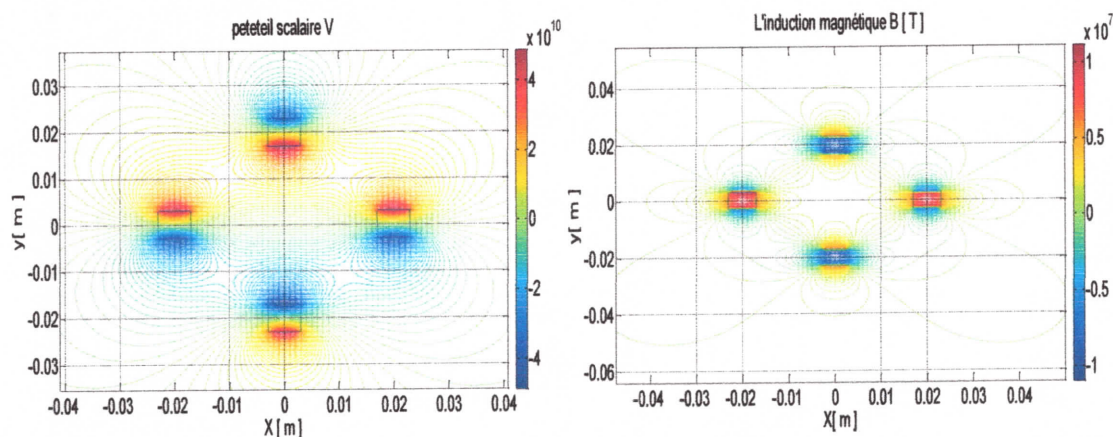 peteteil scalaire V
x 10^10
0.03
0.02
0.01
0
-0.01
-0.02
-0.03
y[ m ]
-0.04 -0.03 -0.02 -0.01 0 0.01 0.02 0.03 0.04
X [ m ]
4
2
0
-2
-4
L'induction magnétique B [ T ]
x 10^7
0.04
0.02
0
-0.02
-0.04
-0.06
y[ m ]
-0.04 -0.03 -0.02 -0.01 0 0.01 0.02 0.03 0.04
X[ m ]
1
0.5
0
-0.5
-1